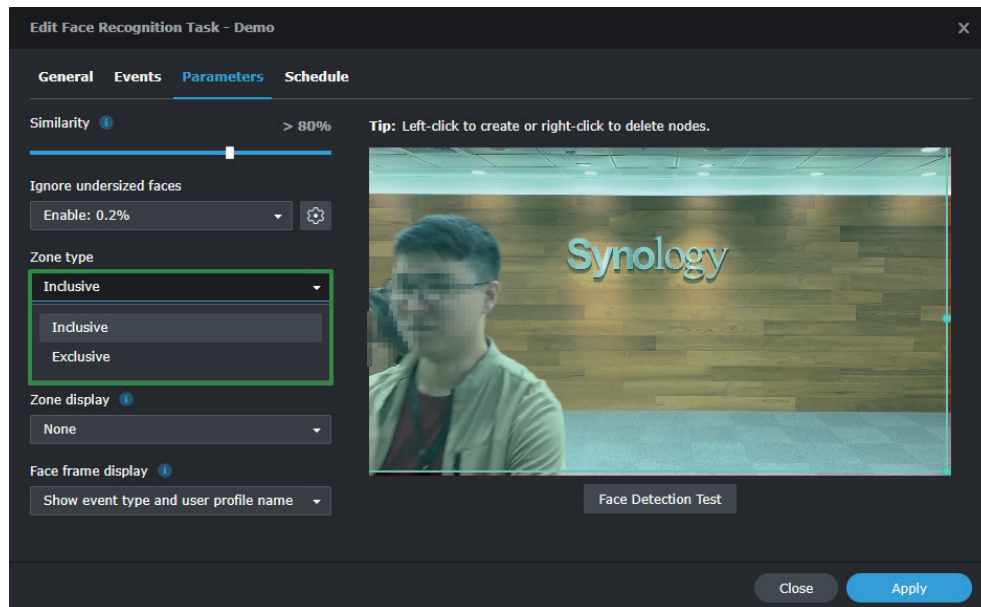 Edit Face Recognition Task - Demo
General Events Parameters Schedule
Similarity
> 80%
Tip: Left-click to create or right-click to delete nodes.
Ignore undersized faces
Enable: 0.2%
Zone type
Inclusive
Inclusive
Exclusive
Zone display
None
Face frame display
Show event type and user profile name
Synology
Face Detection Test
Close Apply